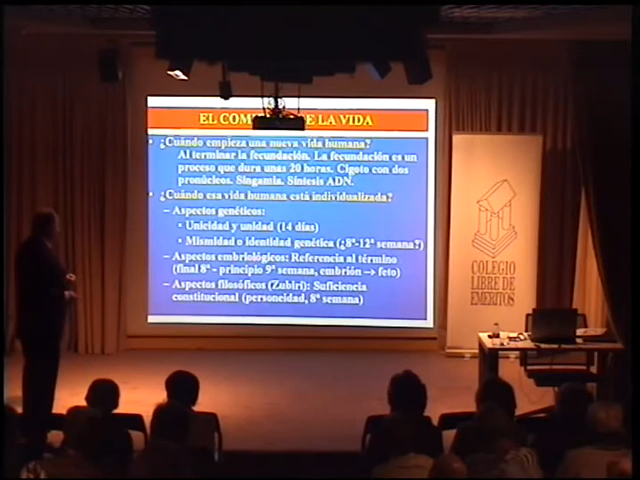 EL COM DE LA VIDA
• ¿Cuándo empieza una nueva vida humana?
Al terminar la fecundación. La fecundación es un
proceso que dura unas 20 horas. Cigoto con dos
pronúcleos. Singamia. Síntesis ADN.
• ¿Cuándo esa vida humana está individualizada?
– Aspectos genéticos:
• Unicidad y unidad (14 días)
• Mismidad o identidad genética (¿8ª-12ª semana?)
– Aspectos embriológicos: Referencia al término
(final 8ª - principio 9ª semana, embrión → feto)
– Aspectos filosóficos (Zubiri): Suficiencia
constitucional (personeidad, 8ª semana)
COLEGIO
LIBRE DE
EMERITOS